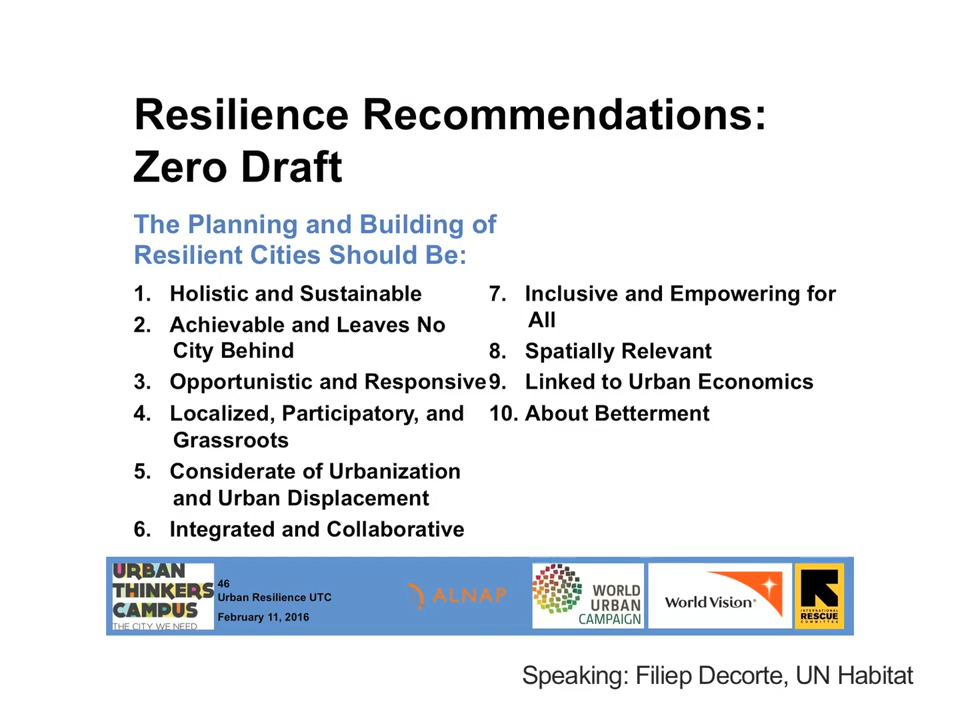 Resilience Recommendations:
Zero Draft
The Planning and Building of
Resilient Cities Should Be:
1. Holistic and Sustainable
2. Achievable and Leaves No
City Behind
3. Opportunistic and Responsive
4. Localized, Participatory, and
Grassroots
5. Considerate of Urbanization
and Urban Displacement
6. Integrated and Collaborative
7. Inclusive and Empowering for
All
8. Spatially Relevant
9. Linked to Urban Economics
10. About Betterment
URBAN
THINKERS
CAMPUS
THE CITY WE NEED
46
Urban Resilience UTC
February 11, 2016
ALNAP
WORLD
URBAN
CAMPAIGN
World Vision
INTERNATIONAL
RESCUE
COMMITTEE
Speaking: Filiep Decorte, UN Habitat